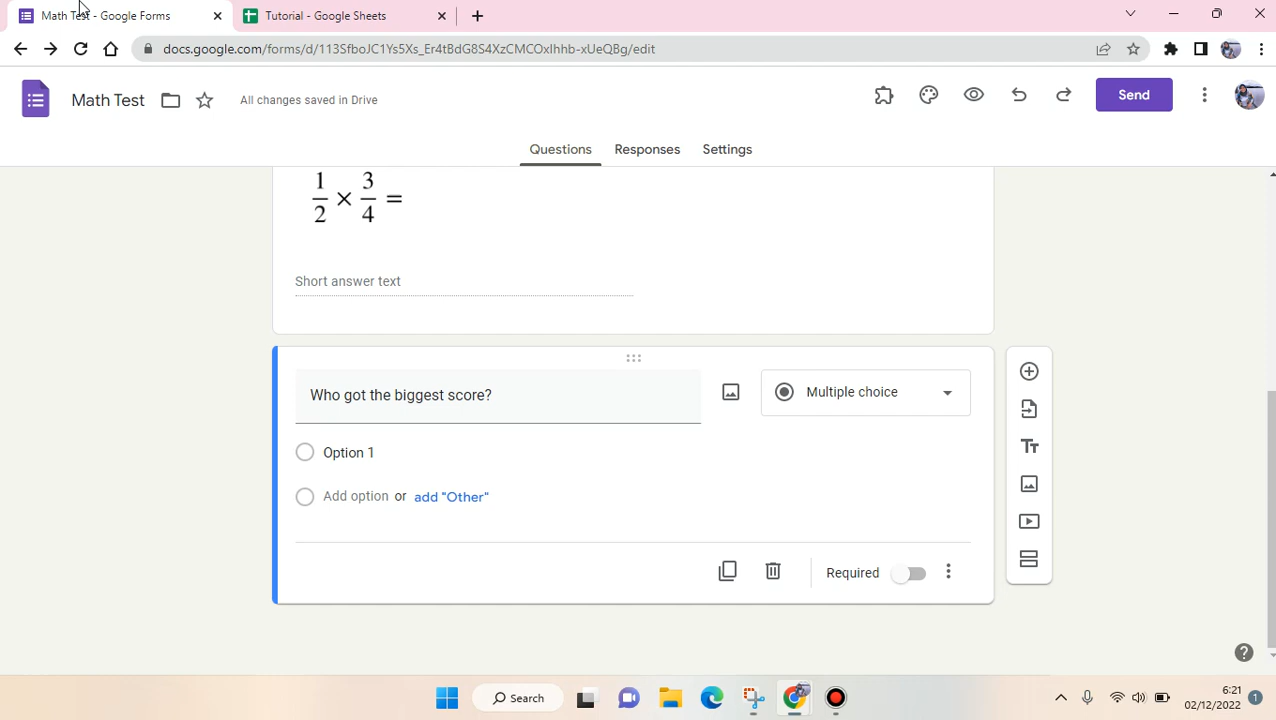 Math Test - Google Forms
Tutorial - Google Sheets
docs.google.com/forms/d/113SfboJC1Ys5Xs_Er4tBdG8S4XzCMCOxIhhb-xUeQBg/edit
Math Test
All changes saved in Drive
Send
Questions Responses Settings
1/2 × 3/4 =
Short answer text
Who got the biggest score?
Multiple choice
Option 1
Add option or add "Other"
Required
Tт
Search
6:21
02/12/2022
1